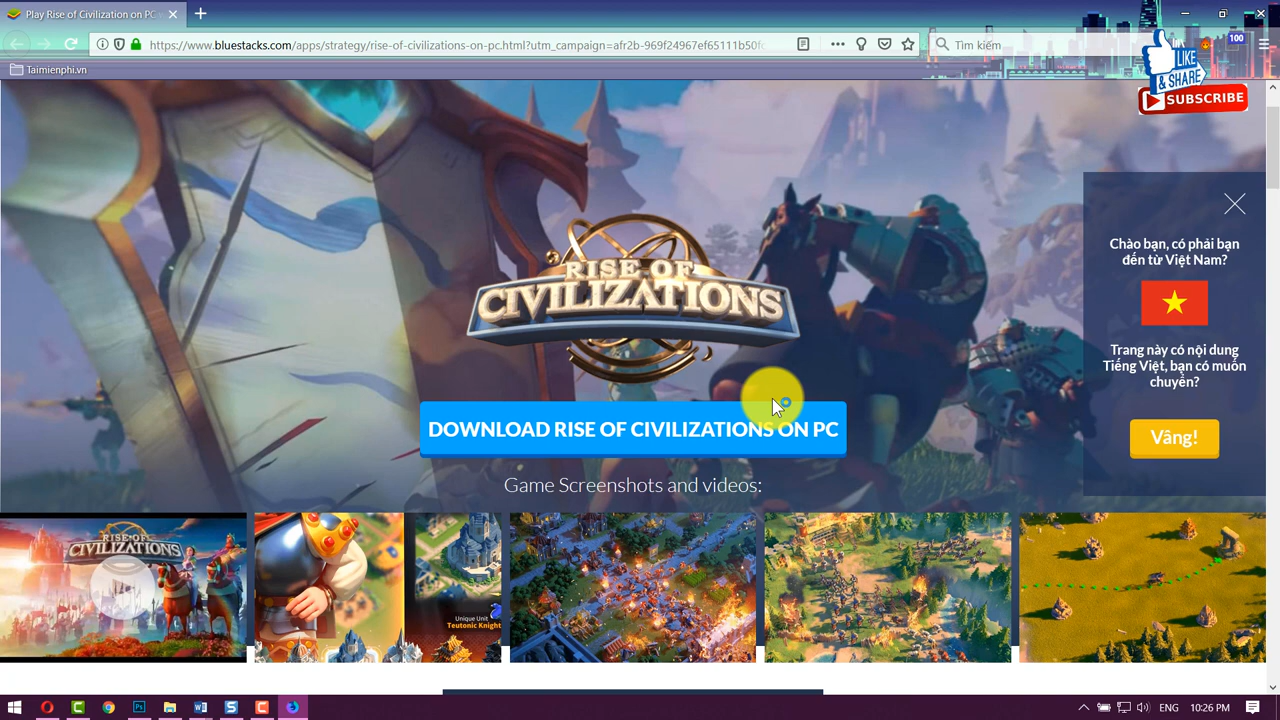 Play Rise of Civilization on PC
https://www.bluestacks.com/apps/strategy/rise-of-civilizations-on-pc.html
Tìm kiếm
100
Taimienphi.vn
LIKE
& SHARE
SUBSCRIBE
Chào bạn, có phải bạn
đến từ Việt Nam?
RISE OF
CIVILIZATIONS
Trang này có nội dung
Tiếng Việt, bạn có muốn
chuyển?
DOWNLOAD RISE OF CIVILIZATIONS ON PC
Vâng!
Game Screenshots and videos:
RISE OF
CIVILIZATIONS
Unique Unit
Teutonic Knight
ENG
10:26 PM